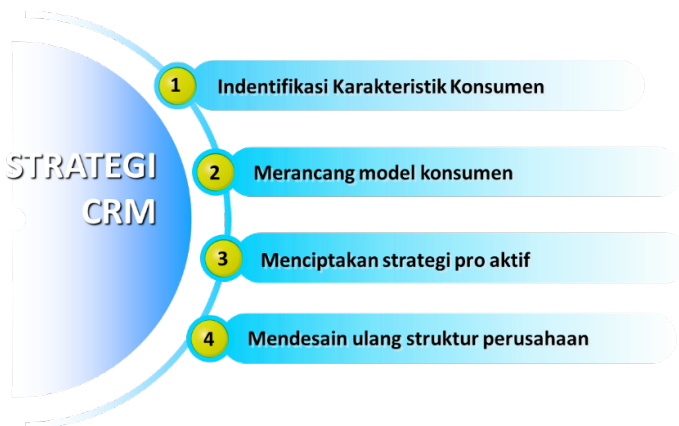 STRATEGI
CRM
1 Indentifikasi Karakteristik Konsumen
2 Merancang model konsumen
3 Menciptakan strategi pro aktif
4 Mendesain ulang struktur perusahaan